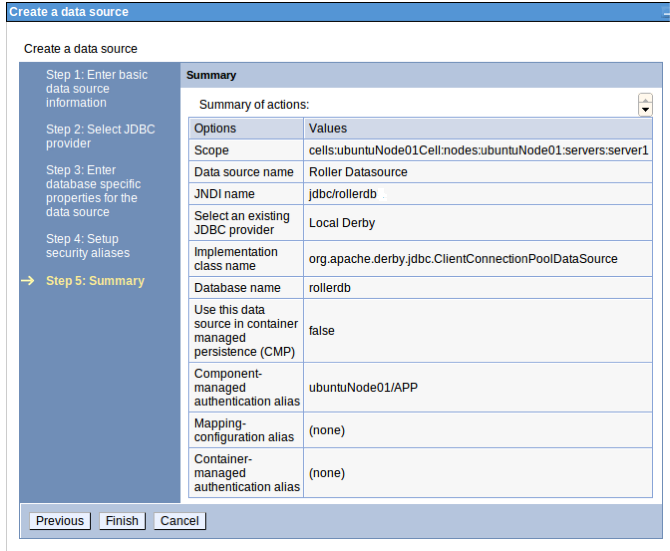 Create a data source
Create a data source
Step 1: Enter basic
data source
information
Step 2: Select JDBC
provider
Step 3: Enter
database specific
properties for the
data source
Step 4: Setup
security aliases
Step 5: Summary
Summary
Summary of actions:
Options Values
Scope cells:ubuntuNode01Cell:nodes:ubuntuNode01:servers:server1
Data source name Roller Datasource
JNDI name jdbc/rollerdb
Select an existing
JDBC provider Local Derby
Implementation
class name org.apache.derby.jdbc.ClientConnectionPoolDataSource
Database name rollerdb
Use this data
source in container
managed
persistence (CMP) false
Component-
managed
authentication alias ubuntuNode01/APP
Mapping-
configuration alias (none)
Container-
managed
authentication alias (none)
Previous Finish Cancel